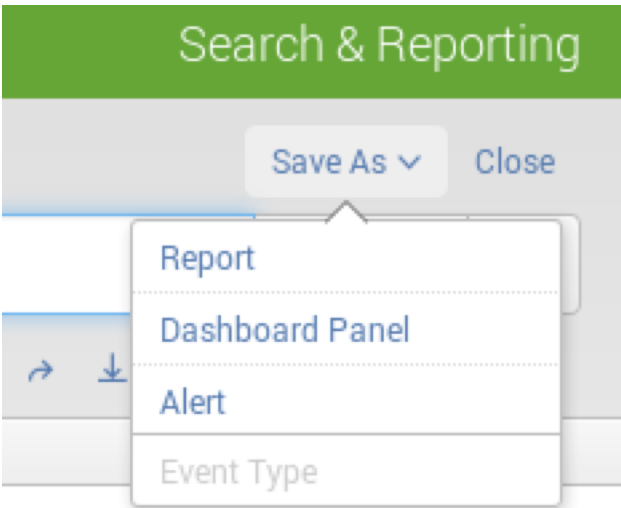 Search & Reporting
Save As Close
Report
Dashboard Panel
Alert
Event Type